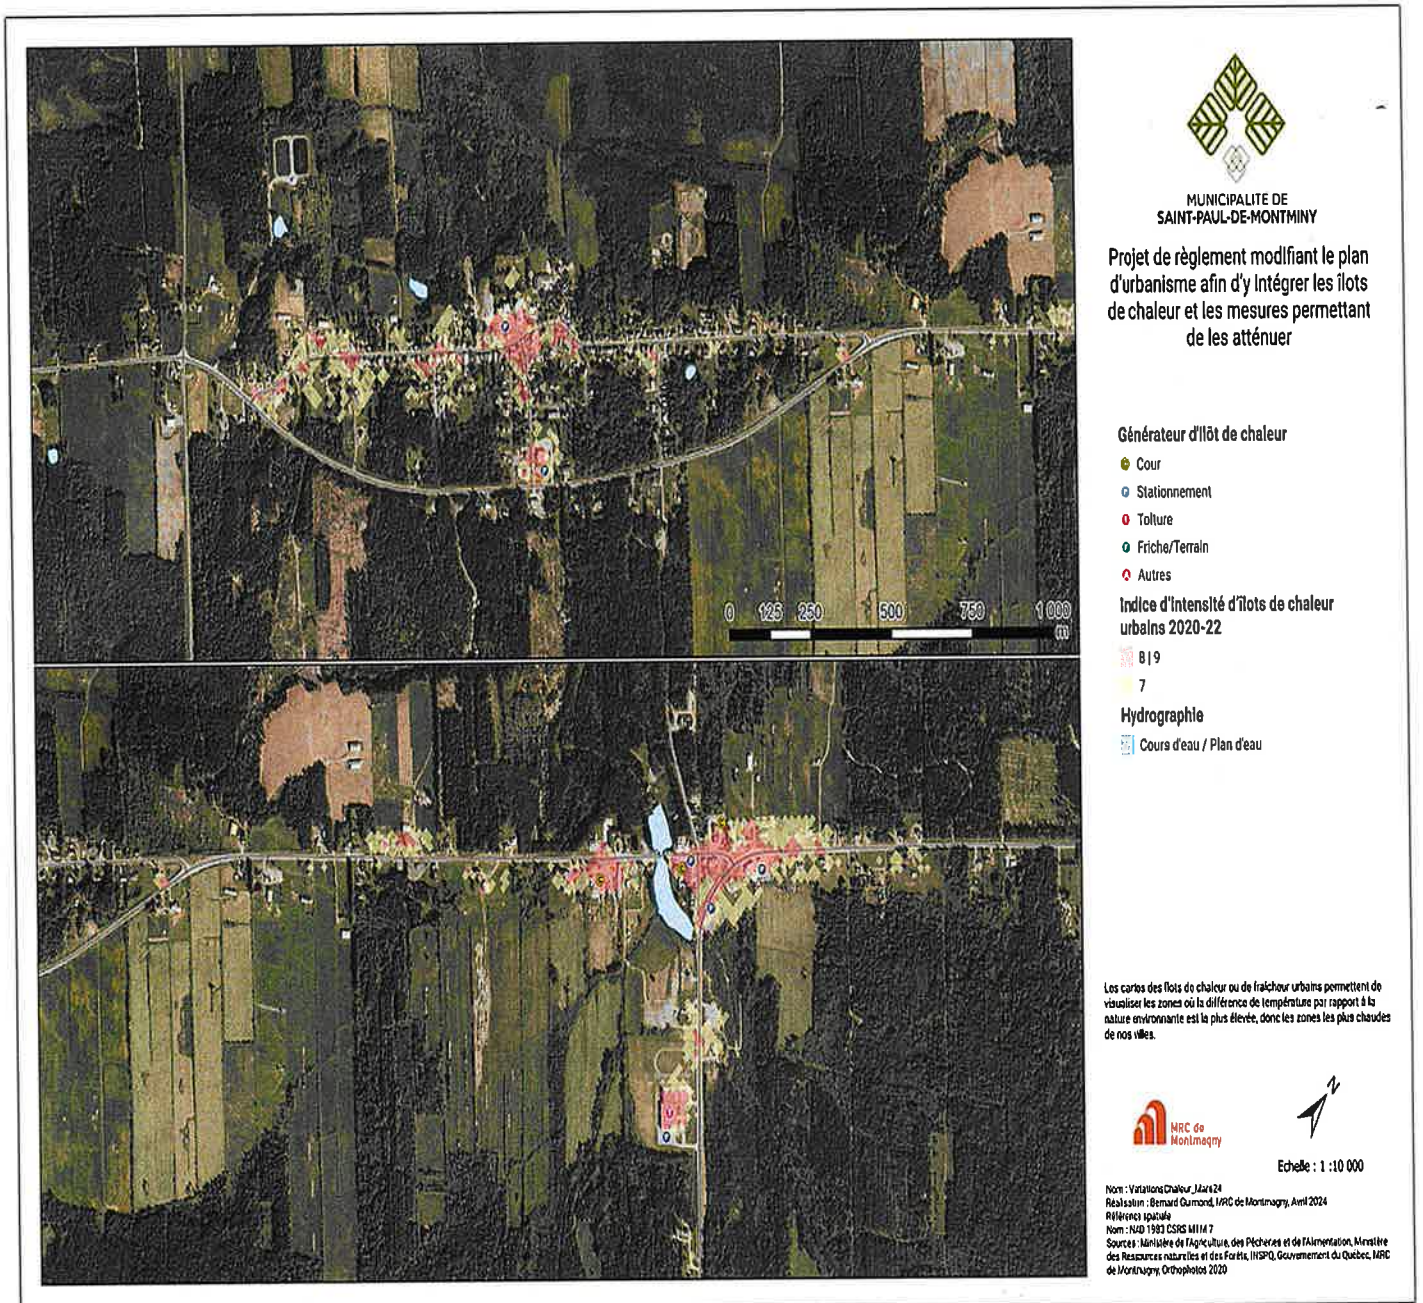 MUNICIPALITÉ DE
SAINT-PAUL-DE-MONTMINY
Projet de règlement modifiant le plan
d'urbanisme afin d'y intégrer les îlots
de chaleur et les mesures permettant
de les atténuer
Générateur d'îlôt de chaleur
C Cour
P Stationnement
T Toiture
F Friche/Terrain
A Autres
Indice d'intensité d'îlots de chaleur
urbains 2020-22
8|9
7
Hydrographie
Cours d'eau / Plan d'eau
0 125 250 500 750 1 000
m
Les cartes des îlots de chaleur ou de fraîcheur urbains permettent de
visualiser les zones où la différence de température par rapport à la
nature environnante est la plus élevée, donc les zones les plus chaudes
de nos villes.
MRC de
Montmagny
N
Echelle : 1 :10 000
Nom : VariationsChaleur_Mars24
Réalisation : Bernard Guimond, MRC de Montmagny, Avril 2024
Référence spatiale
Nom : NAD 1983 CSRS MTM 7
Sources : Ministère de l'Agriculture, des Pêcheries et de l'Alimentation, Ministère
des Ressources naturelles et des Forêts, INSPQ, Gouvernement du Québec, MRC
de Montmagny, Orthophotos 2020